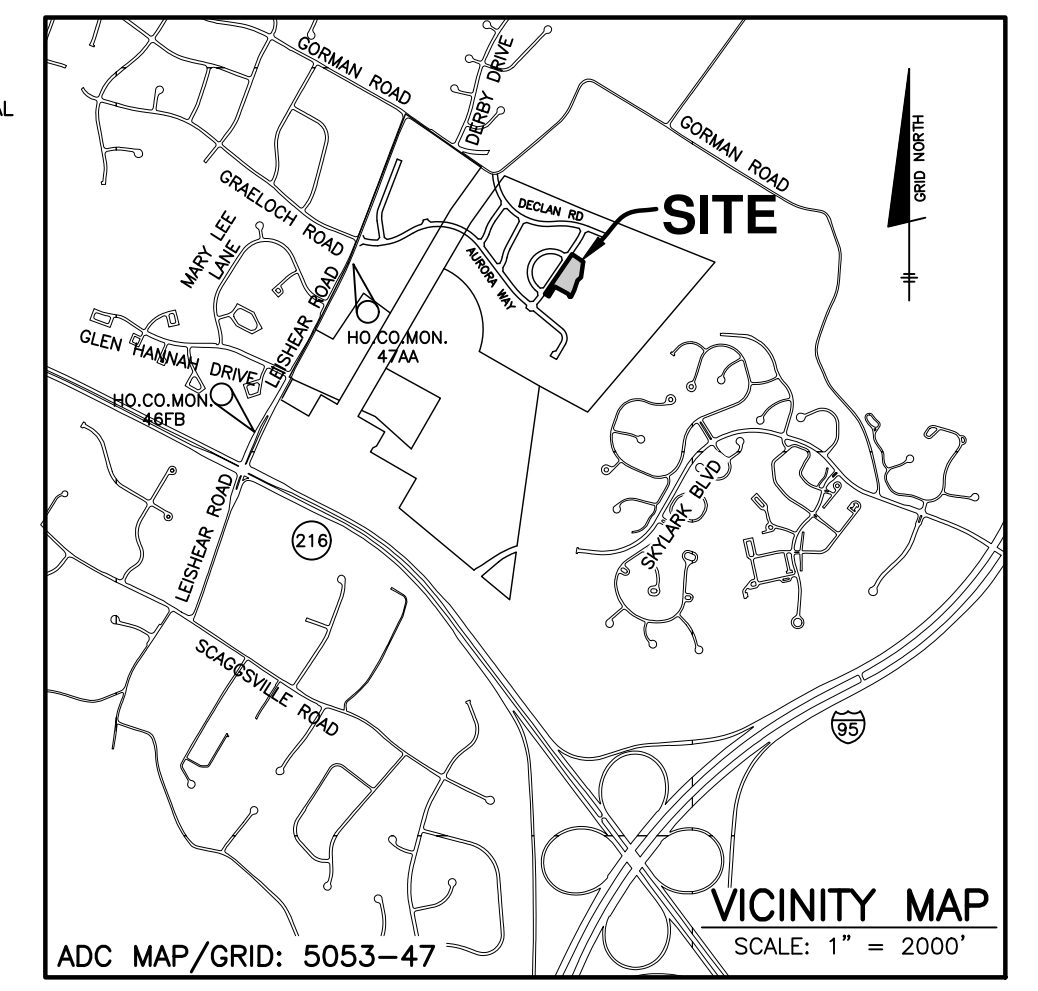 AL
GORMAN ROAD
DERBY DRIVE
GORMAN ROAD
GRID NORTH
GRAELOCH ROAD
DECLAN RD
SITE
MARY LEE
LANE
AURORA WAY
LEISHEAR ROAD
HO.CO.MON.
47AA
GLEN HANNAH DRIVE
HO.CO.MON.
46FB
SKYLARK BLVD
LEISHEAR ROAD
216
SCAGGSVILLE ROAD
95
VICINITY MAP
SCALE: 1" = 2000'
ADC MAP/GRID: 5053-47